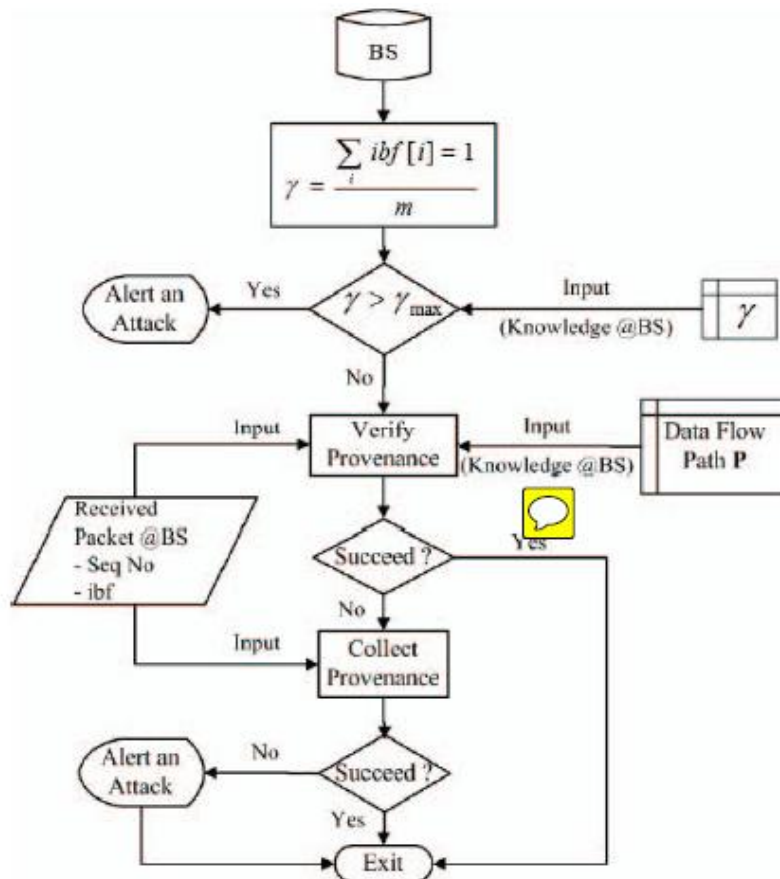 BS
γ = ∑ i ibf [i] = 1 / m
Alert an
Attack
Yes
γ > γmax
Input
(Knowledge @BS)
γ
No
Input
Verify
Provenance
Input
(Knowledge @BS)
Data Flow
Path P
Received
Packet @BS
- Seq No
- ibf
Succeed ?
Yes
No
Input
Collect
Provenance
Alert an
Attack
No
Succeed ?
Yes
Exit